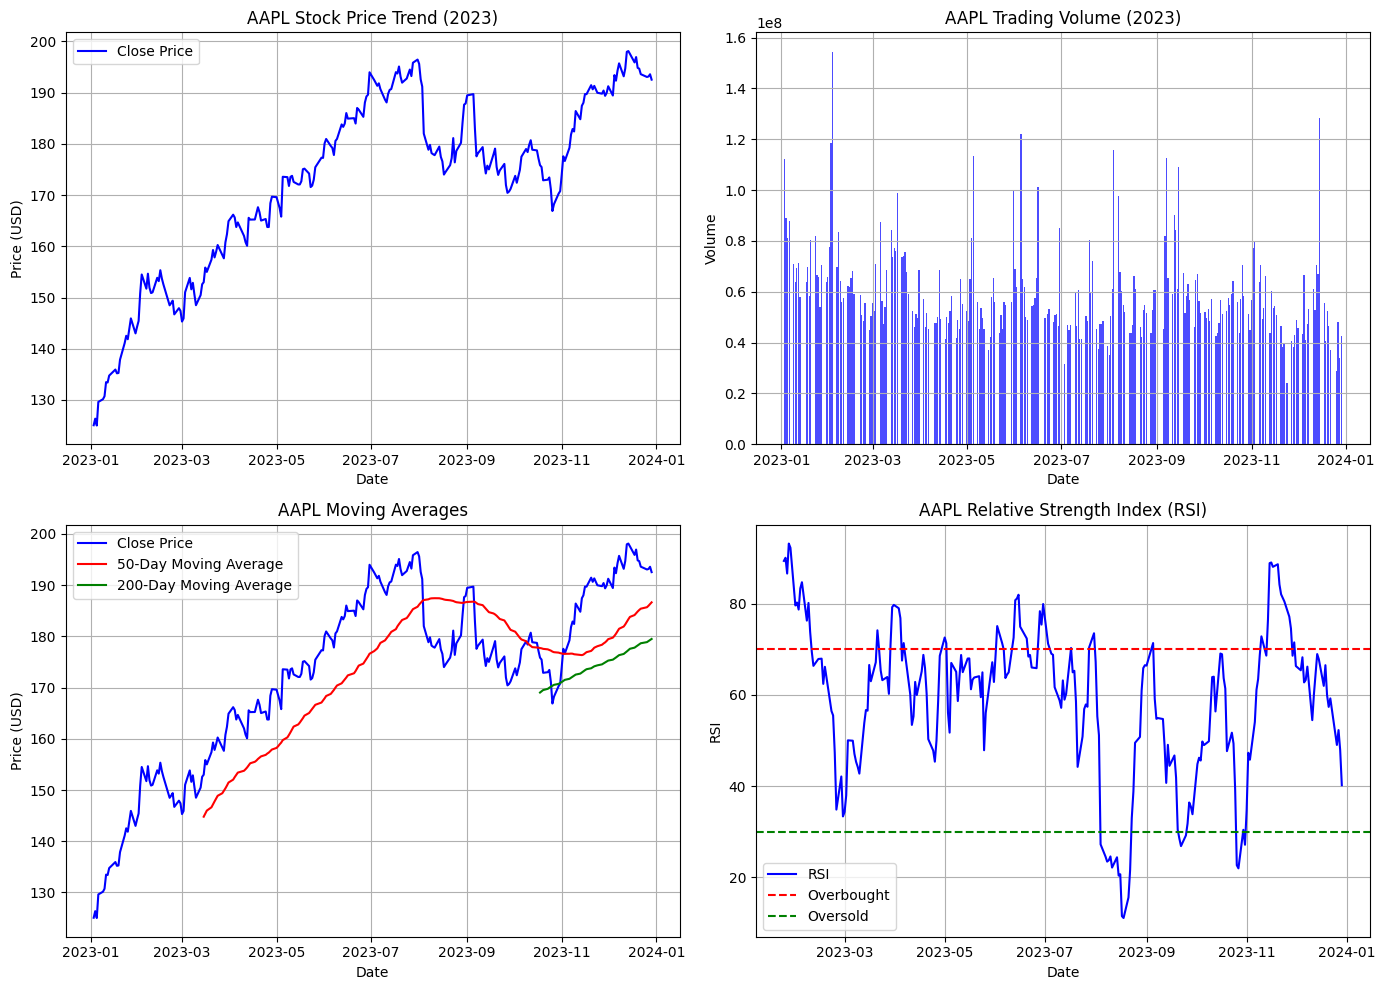 AAPL Stock Price Trend (2023)
Close Price
200
190
180
170
160
150
140
130
Price (USD)
2023-01 2023-03 2023-05 2023-07 2023-09 2023-11 2024-01
Date
AAPL Trading Volume (2023)
1e8
1.6
1.4
1.2
1.0
0.8
0.6
0.4
0.2
0.0
Volume
2023-01 2023-03 2023-05 2023-07 2023-09 2023-11 2024-01
Date
AAPL Moving Averages
Close Price
50-Day Moving Average
200-Day Moving Average
200
190
180
170
160
150
140
130
Price (USD)
2023-01 2023-03 2023-05 2023-07 2023-09 2023-11 2024-01
Date
AAPL Relative Strength Index (RSI)
80
60
40
20
RSI
RSI
Overbought
Oversold
2023-03 2023-05 2023-07 2023-09 2023-11 2024-01
Date